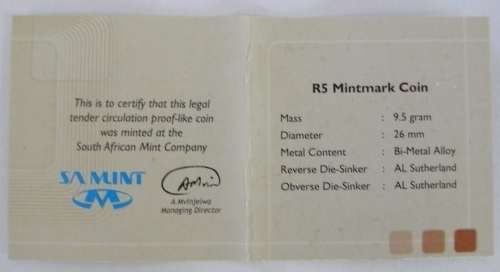 This is to certify that this legal
tender circulation proof-like coin
was minted at the
South African Mint Company
SA MINT
A Mvinjelwa
Managing Director
R5 Mintmark Coin
Mass : 9.5 gram
Diameter : 26 mm
Metal Content : Bi-Metal Alloy
Reverse Die-Sinker : AL Sutherland
Obverse Die-Sinker : AL Sutherland